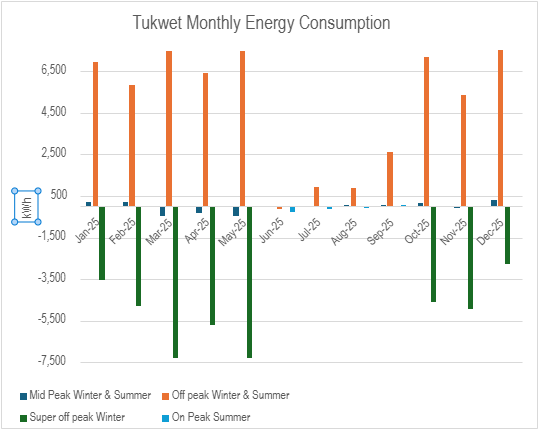 Tukwet Monthly Energy Consumption
6,500
4,500
2,500
500
-1,500
-3,500
-5,500
-7,500
kWh
Jan-25
Feb-25
Mar-25
Apr-25
May-25
Jun-25
Jul-25
Aug-25
Sep-25
Oct-25
Nov-25
Dec-25
Mid Peak Winter & Summer
Off peak Winter & Summer
Super off peak Winter
On Peak Summer